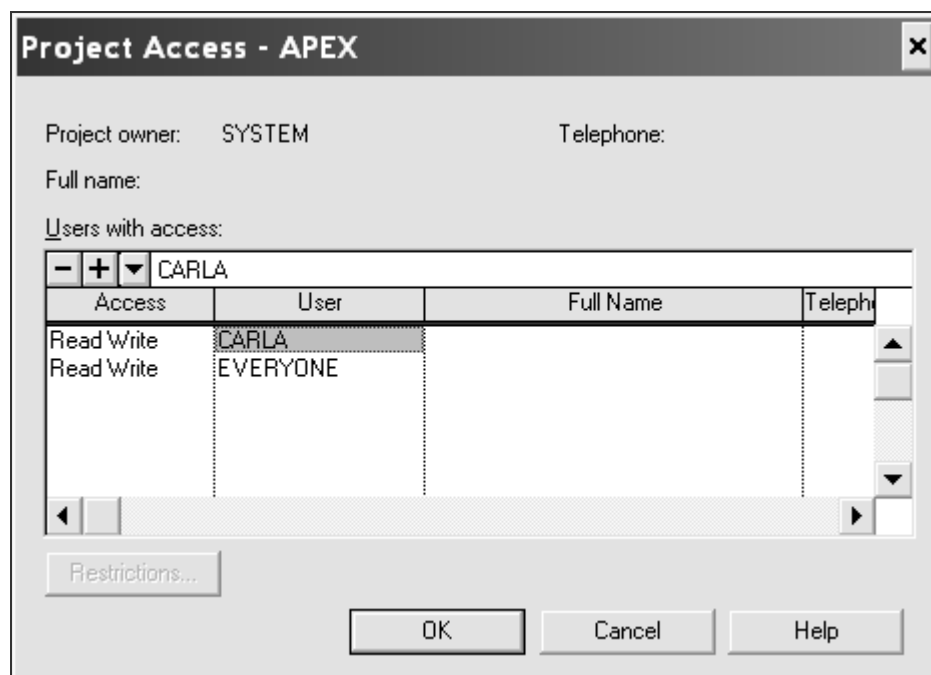 Project Access - APEX
Project owner: SYSTEM Telephone:
Full name:
Users with access:
CARLA
Access User Full Name Teleph
Read Write CARLA
Read Write EVERYONE
Restrictions...
OK Cancel Help